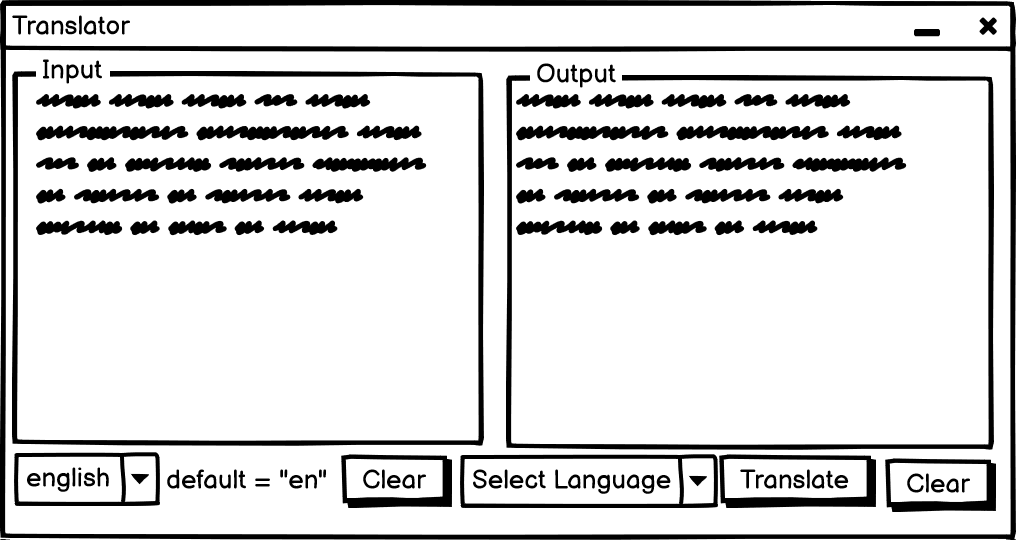 Translator
Input
Output
english
default = "en"
Clear
Select Language
Translate
Clear